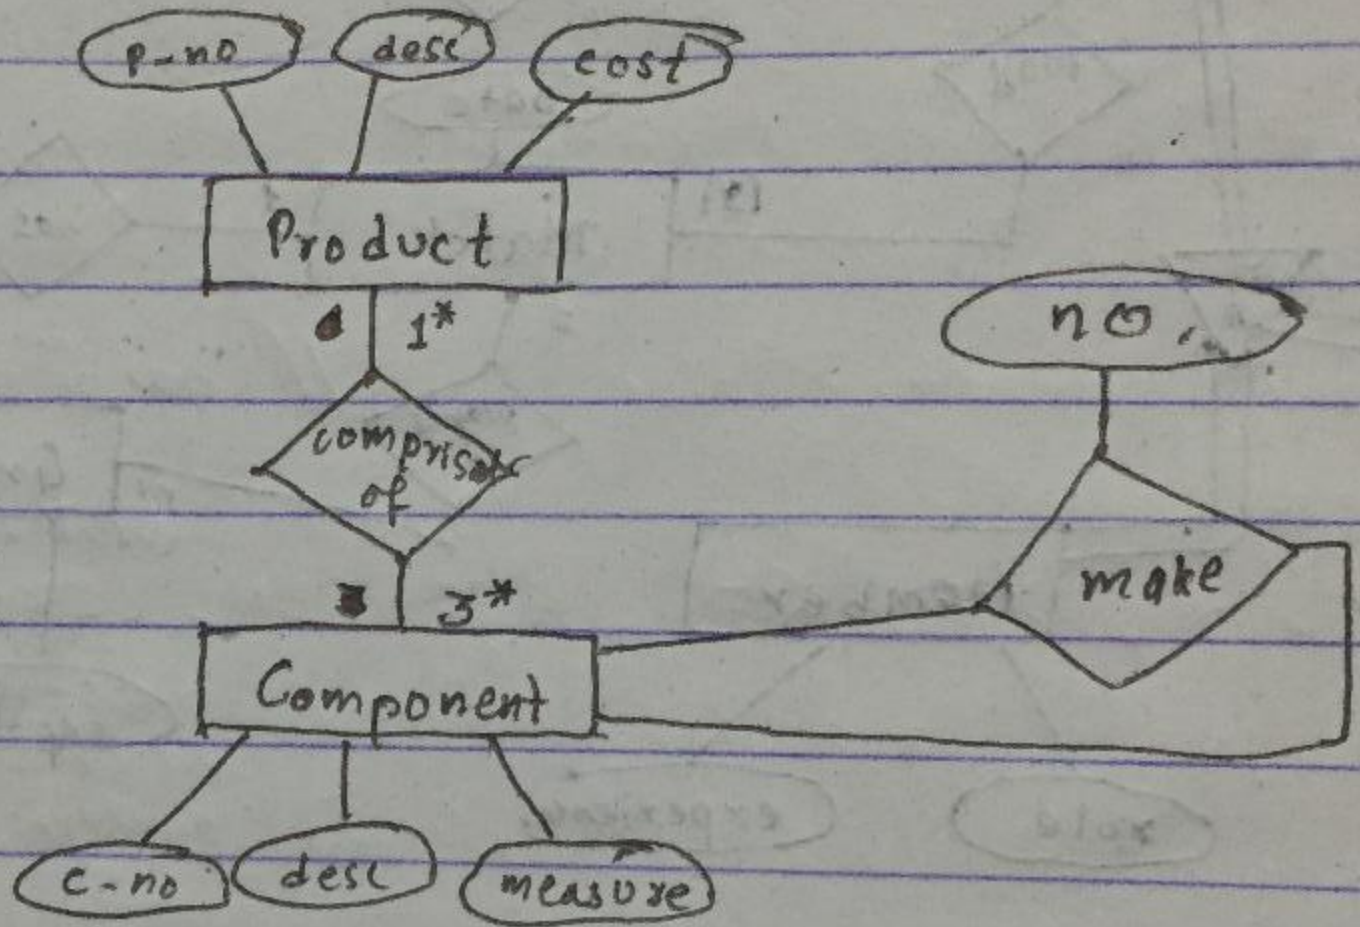 p-no desc cost
Product
1*
no.
comprises
of
make
3*
Component
c-no desc measure